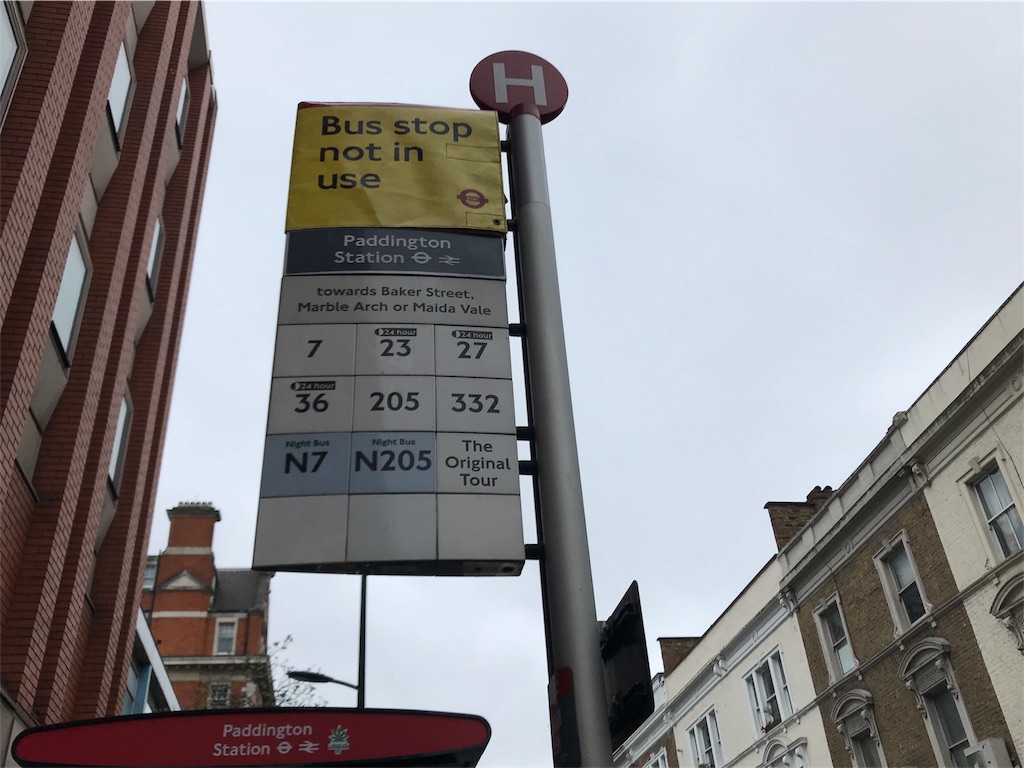 H
Bus stop
not in
use
Paddington
Station
towards Baker Street,
Marble Arch or Maida Vale
7
24 hour
23
24 hour
27
24 hour
36
205
332
Night Bus
N7
Night Bus
N205
The
Original
Tour
Paddington
Station